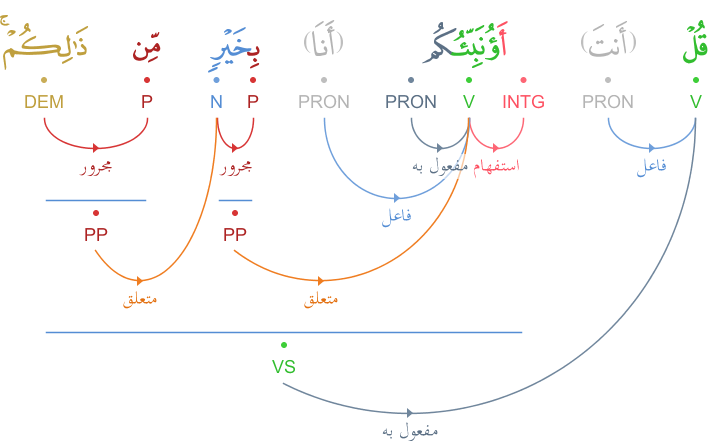 قُلْ (أَنتَ) أَؤُنَبِّئُكُم (أَنَا) بِخَيْرٍ مِّن ذَٰلِكُمْ ۚ
V PRON INTG V PRON PRON P N P DEM
فاعل استفهام مفعول به مجرور مجرور
فاعل
PP PP
متعلق متعلق
VS
مفعول به